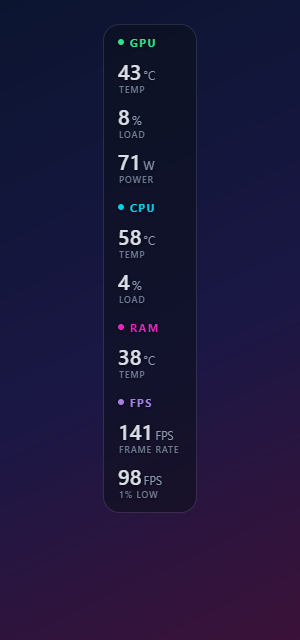 GPU
43°C
TEMP
8%
LOAD
71 W
POWER
CPU
58°C
TEMP
4%
LOAD
RAM
38°C
TEMP
FPS
141 FPS
FRAME RATE
98 FPS
1% LOW